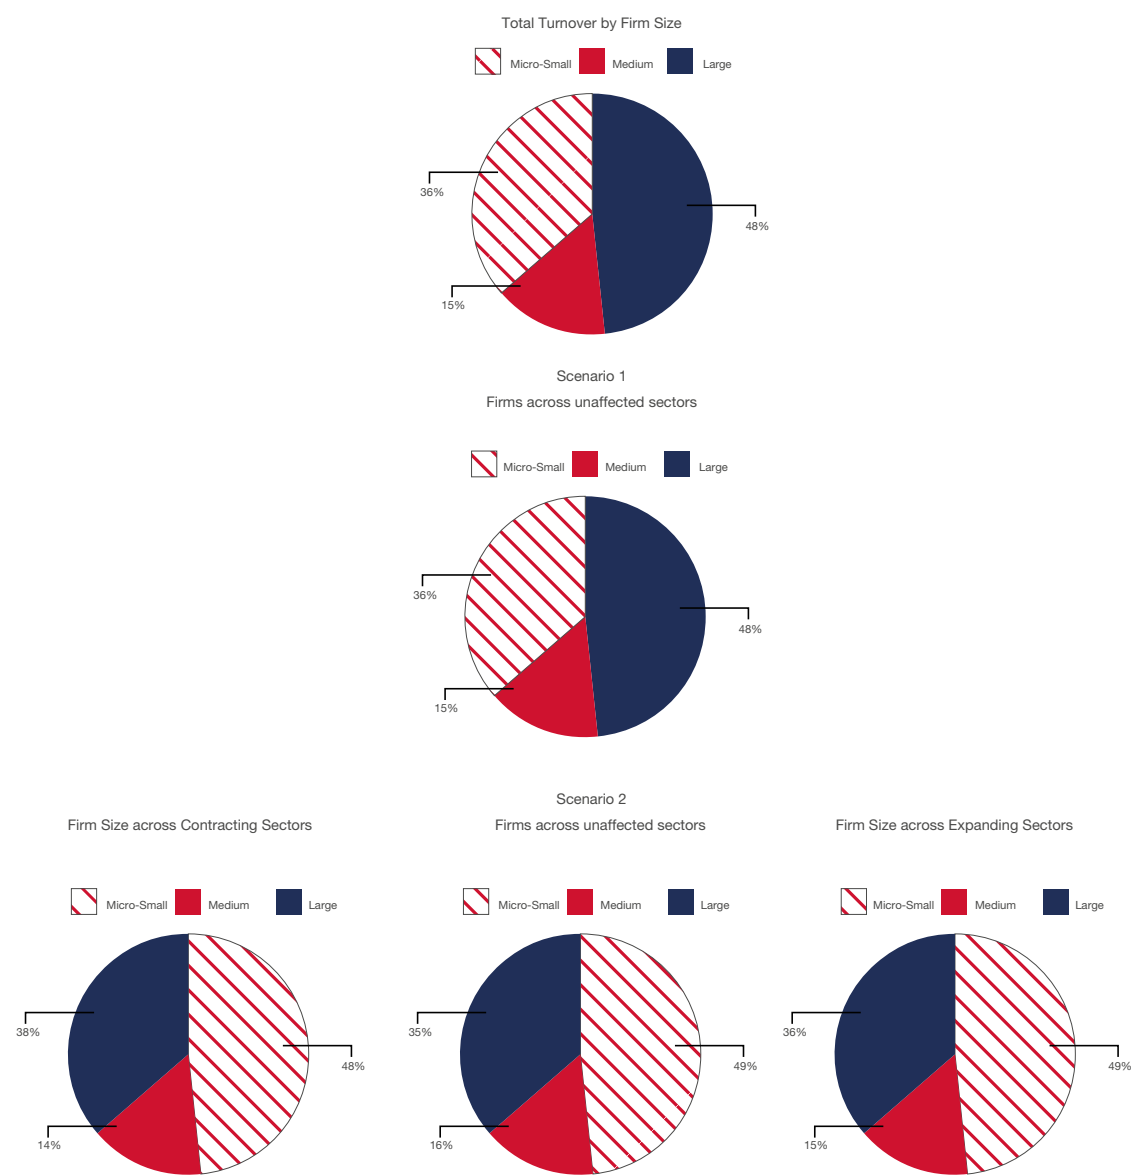 Total Turnover by Firm Size
Micro-Small Medium Large
36%
48%
15%
Scenario 1
Firms across unaffected sectors
Micro-Small Medium Large
36%
48%
15%
Scenario 2
Firm Size across Contracting Sectors
Micro-Small Medium Large
38%
48%
14%
Firms across unaffected sectors
Micro-Small Medium Large
35%
49%
16%
Firm Size across Expanding Sectors
Micro-Small Medium Large
36%
49%
15%